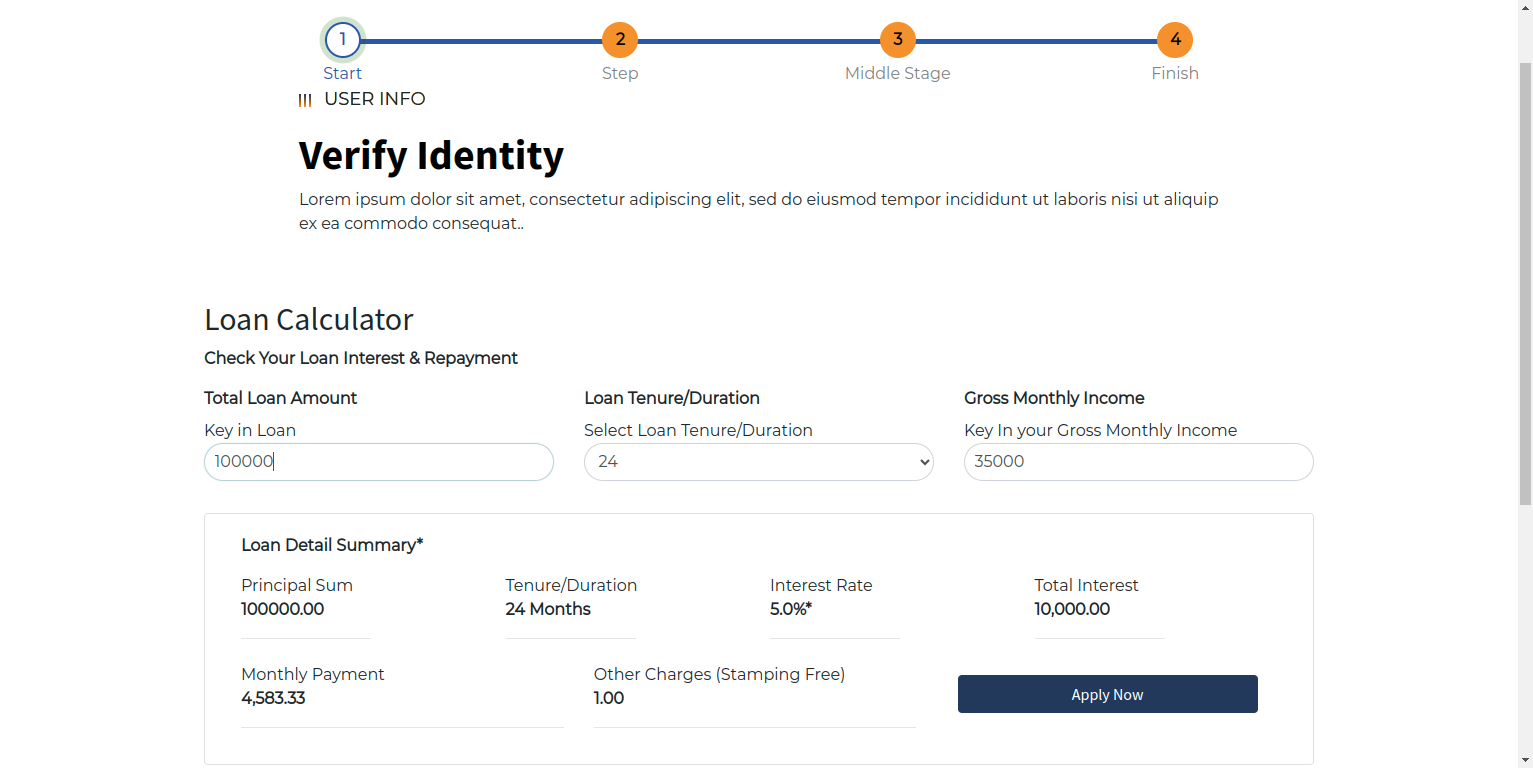 1 2 3 4
Start Step Middle Stage Finish
USER INFO
Verify Identity
Lorem ipsum dolor sit amet, consectetur adipiscing elit, sed do eiusmod tempor incididunt ut laboris nisi ut aliquip
ex ea commodo consequat..
Loan Calculator
Check Your Loan Interest & Repayment
Total Loan Amount Loan Tenure/Duration Gross Monthly Income
Key in Loan Select Loan Tenure/Duration Key In your Gross Monthly Income
100000 24 35000
Loan Detail Summary*
Principal Sum Tenure/Duration Interest Rate Total Interest
100000.00 24 Months 5.0%* 10,000.00
Monthly Payment Other Charges (Stamping Free)
4,583.33 1.00 Apply Now